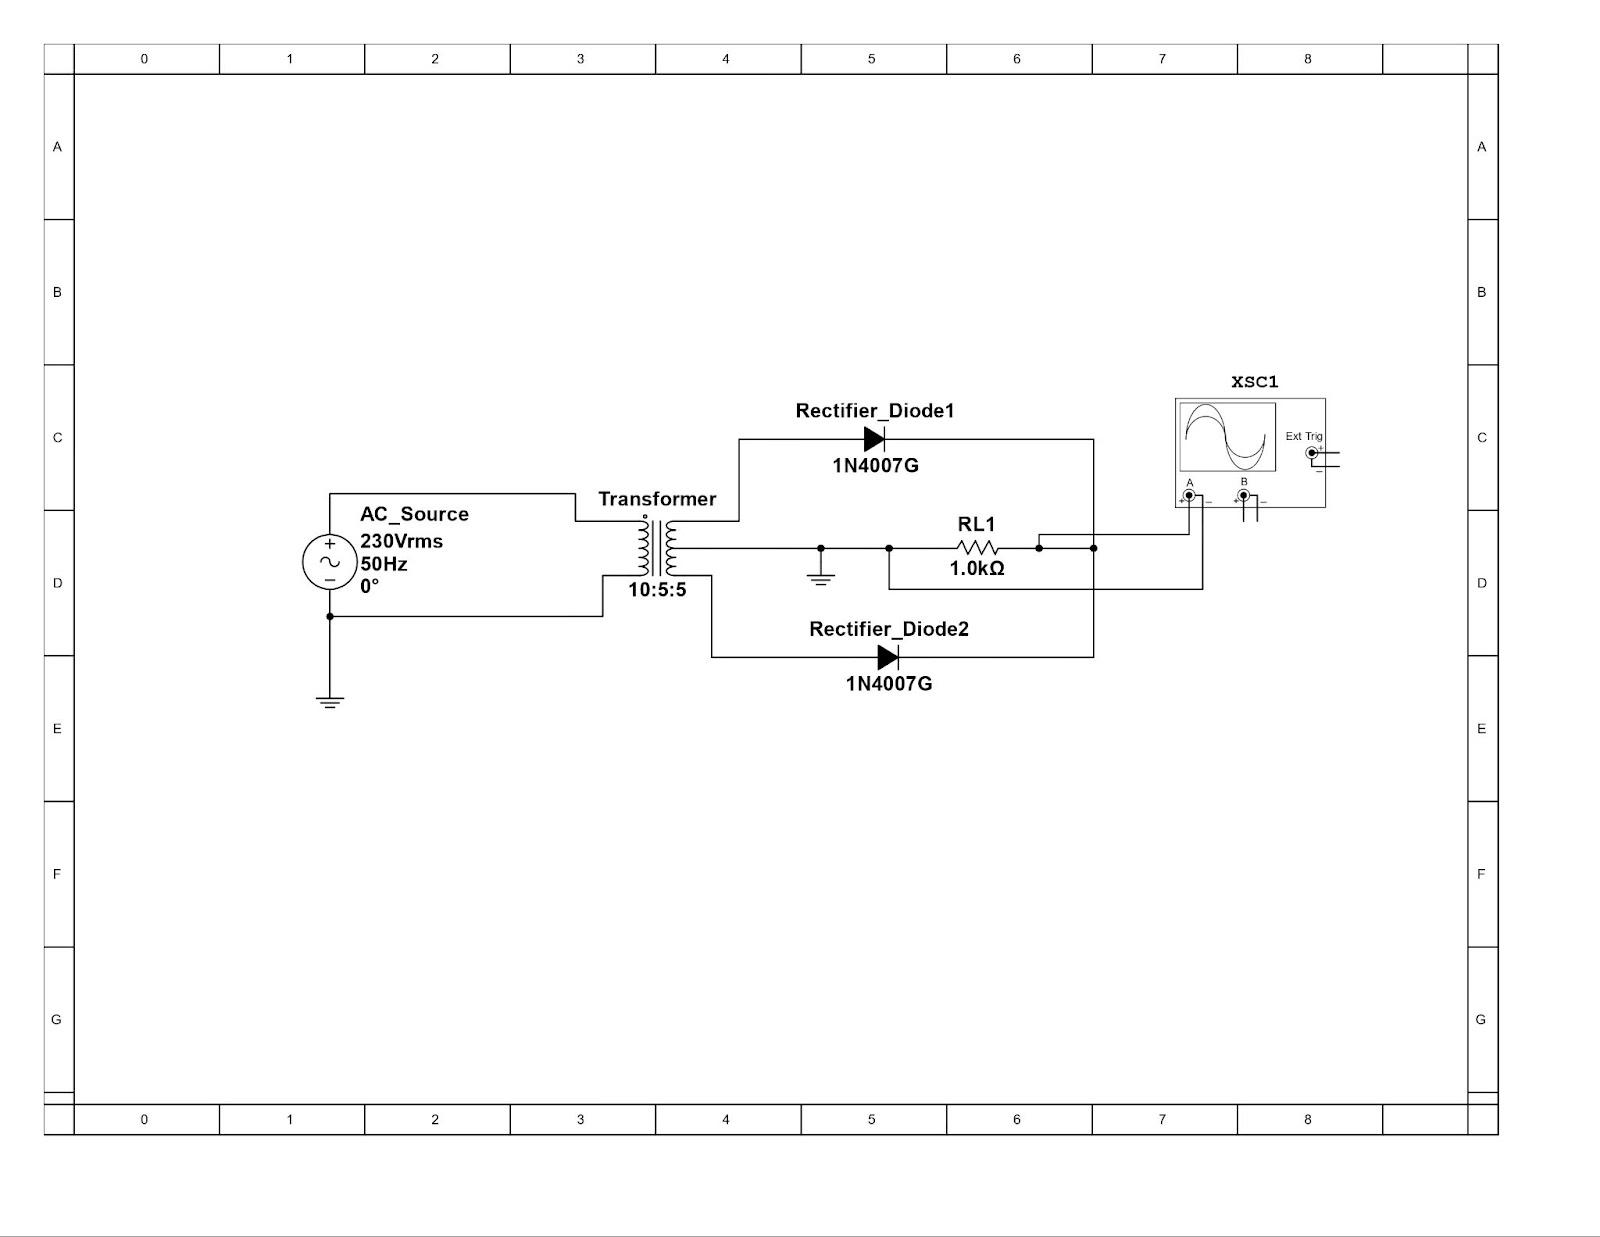 0 1 2 3 4 5 6 7 8
A A
B B
XSC1
Rectifier_Diode1
C C
Ext Trig
+
1N4007G
–
A B
+ – + –
Transformer
AC_Source
RL1
+
230Vrms
50Hz
1.0kΩ
–
0°
D D
10:5:5
Rectifier_Diode2
1N4007G
E E
F F
G G
0 1 2 3 4 5 6 7 8